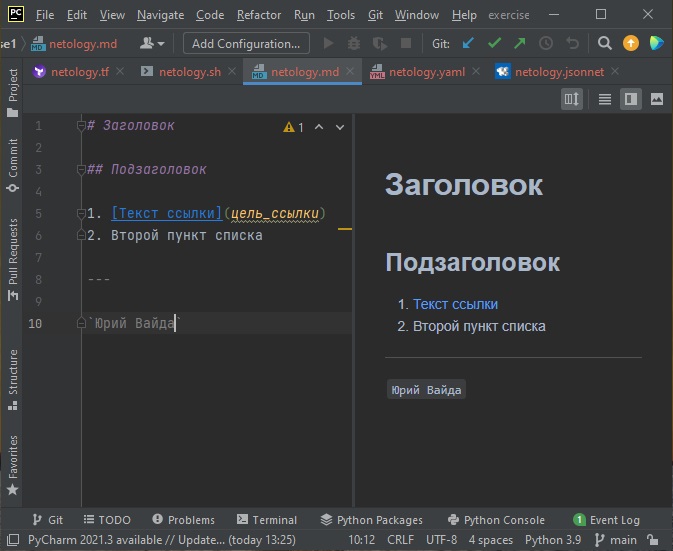 PC File Edit View Navigate Code Refactor Run Tools Git Window Help exercise
se1 netology.md Add Configuration... Git:
netology.tf netology.sh netology.md netology.yaml netology.jsonnet
Project
Commit
Pull Requests
Structure
Favorites
1 # Заголовок 1
2
3 ## Подзаголовок
4
5 1. [Текст ссылки](цель_ссылки)
6 2. Второй пункт списка
7
8 ---
9
10 `Юрий Вайда`
Заголовок
Подзаголовок
1. Текст ссылки
2. Второй пункт списка
Юрий Вайда
Git TODO Problems Terminal Python Packages Python Console 1 Event Log
PyCharm 2021.3 available // Update... (today 13:25) 10:12 CRLF UTF-8 4 spaces Python 3.9 main